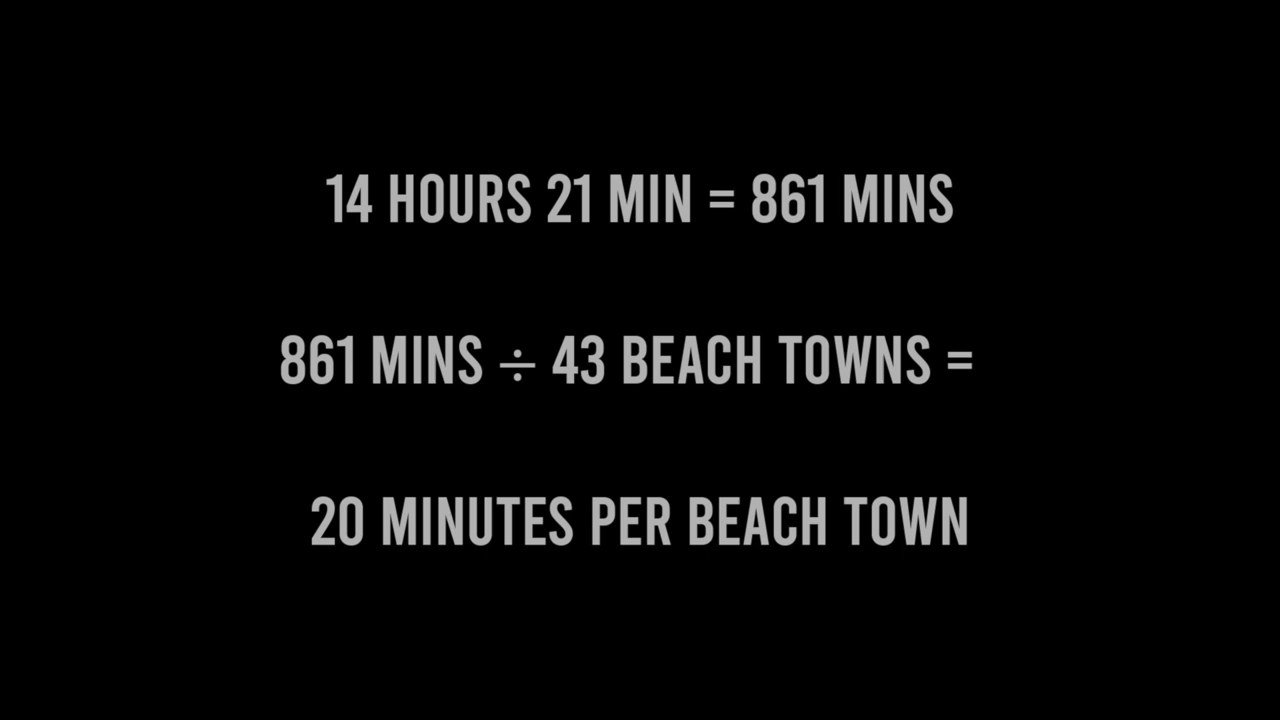 14 HOURS 21 MIN = 861 MINS
861 MINS ÷ 43 BEACH TOWNS =
20 MINUTES PER BEACH TOWN